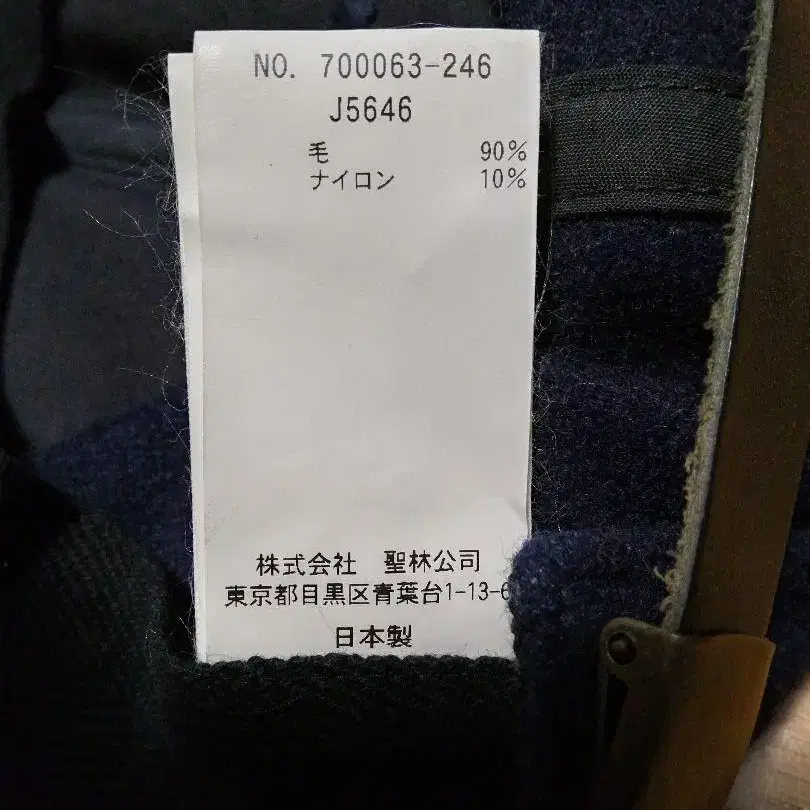 NO. 700063-246
J5646
毛 90%
ナイロン 10%
株式会社 聖林公司
東京都目黒区青葉台1-13-6
日本製